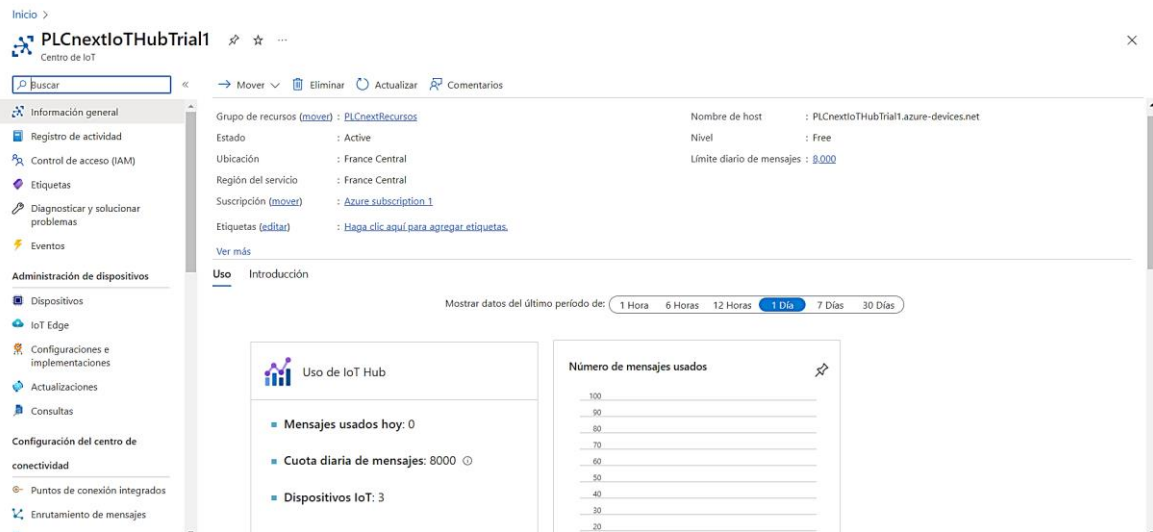 Inicio >
PLCnextIoTHubTrial1 ...
Centro de IoT
Buscar
«
Información general
Registro de actividad
Control de acceso (IAM)
Etiquetas
Diagnosticar y solucionar
problemas
Eventos
Administración de dispositivos
Dispositivos
IoT Edge
Configuraciones e
implementaciones
Actualizaciones
Consultas
Configuración del centro de
conectividad
Puntos de conexión integrados
Enrutamiento de mensajes
Mover Eliminar Actualizar Comentarios
Grupo de recursos (mover) : PLCnextRecursos
Estado : Active
Ubicación : France Central
Región del servicio : France Central
Suscripción (mover) : Azure subscription 1
Etiquetas (editar) : Haga clic aquí para agregar etiquetas.
Ver más
Nombre de host : PLCnextIoTHubTrial1.azure-devices.net
Nivel : Free
Límite diario de mensajes : 8,000
Uso Introducción
Mostrar datos del último período de: 1 Hora 6 Horas 12 Horas 1 Día 7 Días 30 Días
Uso de IoT Hub
Mensajes usados hoy: 0
Cuota diaria de mensajes: 8000
Dispositivos IoT: 3
Número de mensajes usados
100
90
80
70
60
50
40
30
20